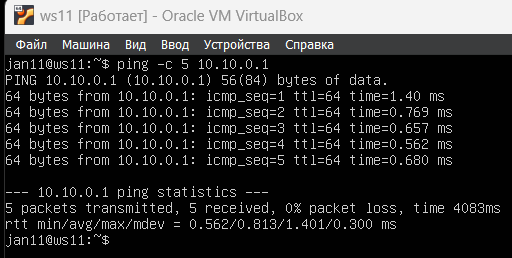 ws11 [Работает] - Oracle VM VirtualBox
Файл Машина Вид Ввод Устройства Справка
jan11@ws11:~$ ping -c 5 10.10.0.1
PING 10.10.0.1 (10.10.0.1) 56(84) bytes of data.
64 bytes from 10.10.0.1: icmp_seq=1 ttl=64 time=1.40 ms
64 bytes from 10.10.0.1: icmp_seq=2 ttl=64 time=0.769 ms
64 bytes from 10.10.0.1: icmp_seq=3 ttl=64 time=0.657 ms
64 bytes from 10.10.0.1: icmp_seq=4 ttl=64 time=0.562 ms
64 bytes from 10.10.0.1: icmp_seq=5 ttl=64 time=0.680 ms
--- 10.10.0.1 ping statistics ---
5 packets transmitted, 5 received, 0% packet loss, time 4083ms
rtt min/avg/max/mdev = 0.562/0.813/1.401/0.300 ms
jan11@ws11:~$